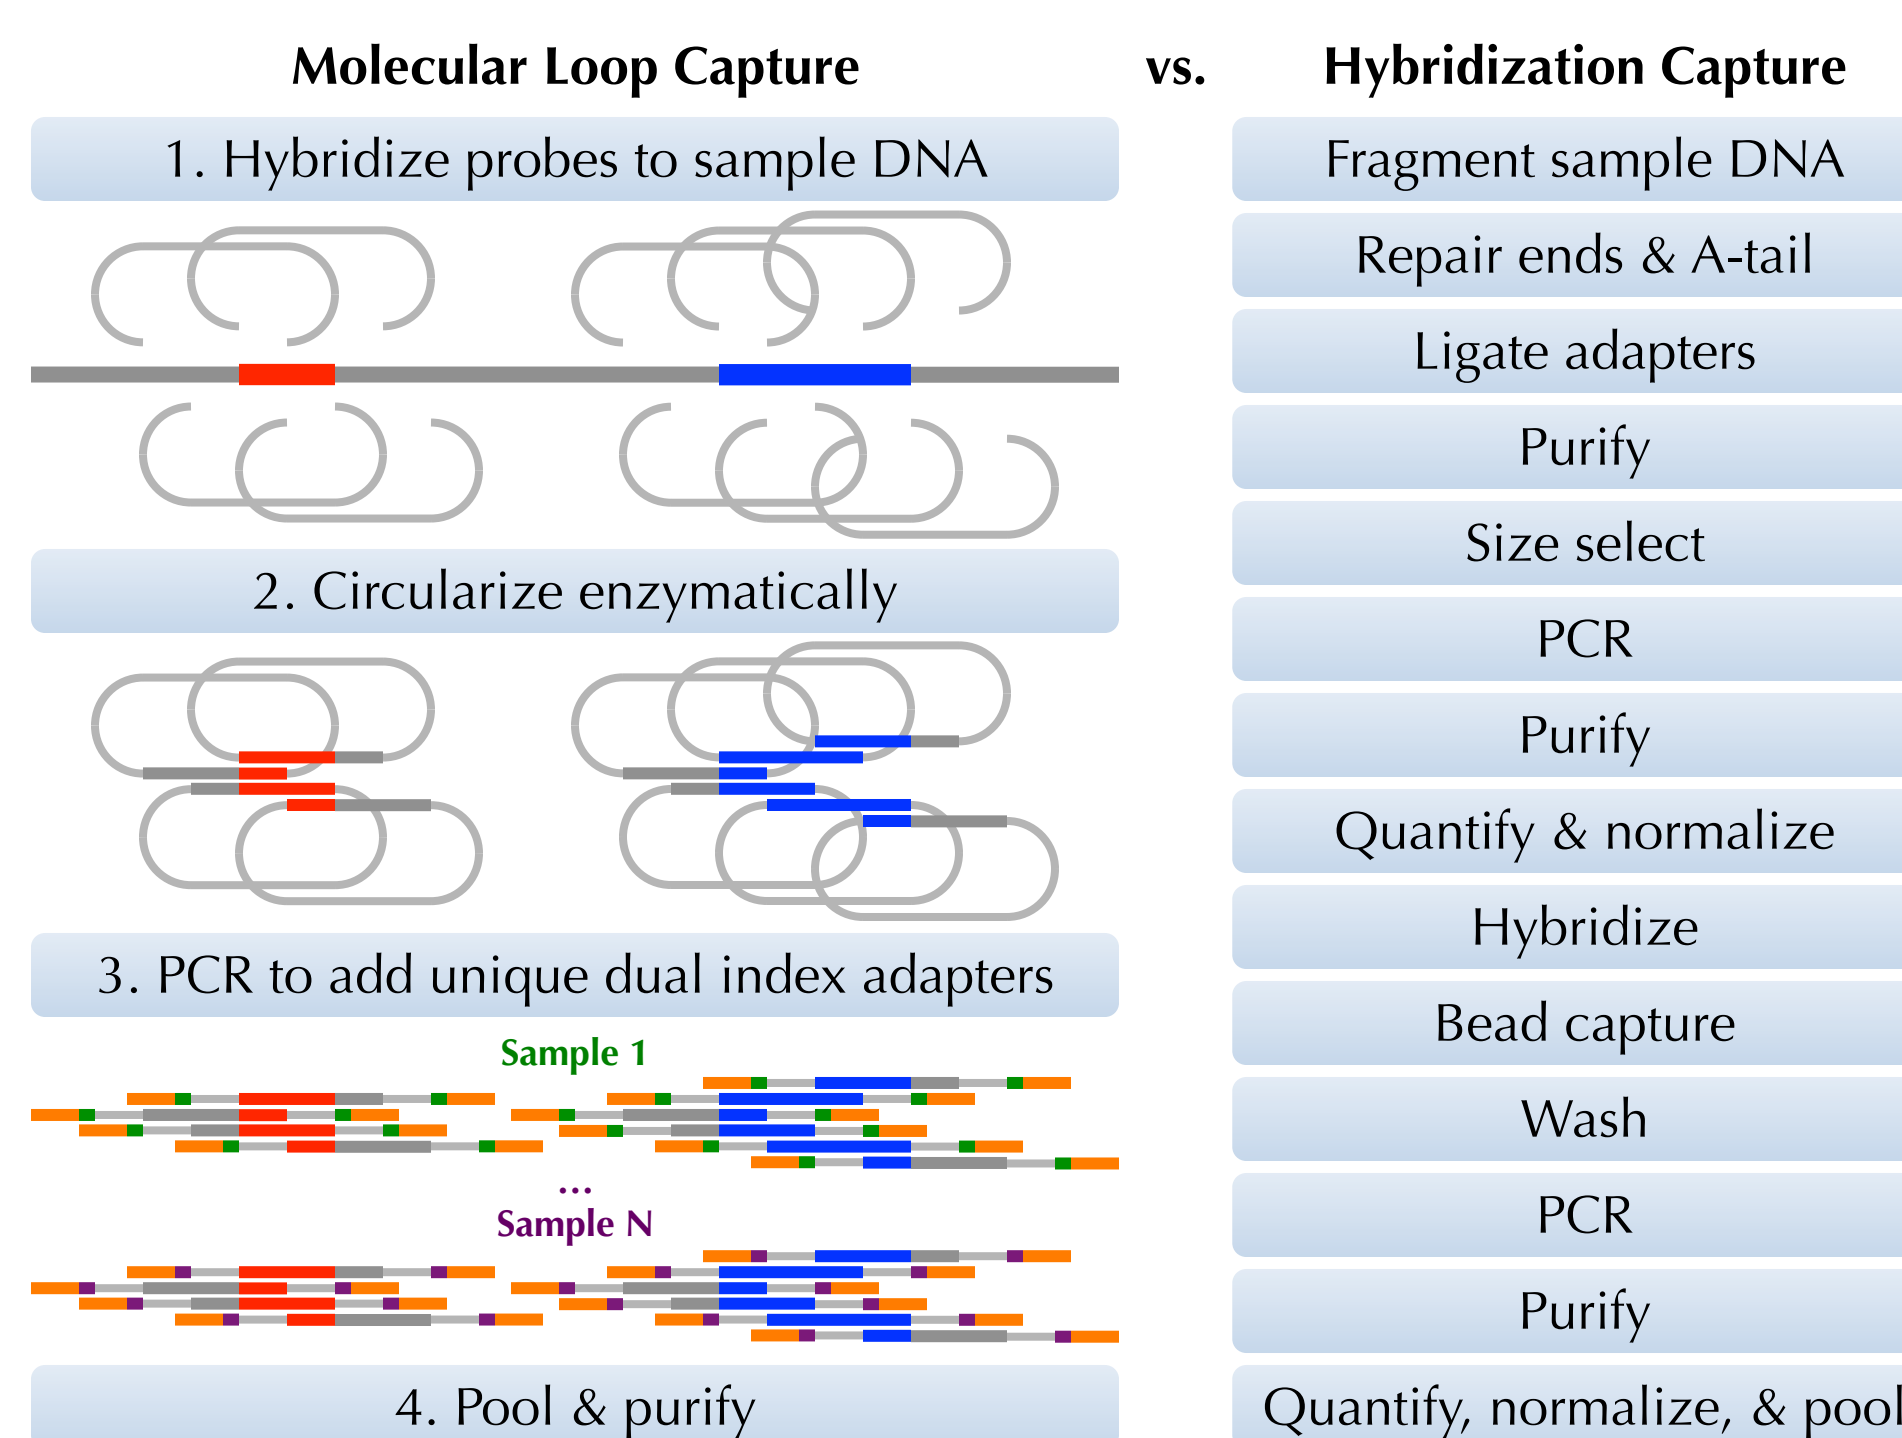 Molecular Loop Capture vs. Hybridization Capture
1. Hybridize probes to sample DNA
2. Circularize enzymatically
3. PCR to add unique dual index adapters
Sample 1
...
Sample N
4. Pool & purify
Fragment sample DNA
Repair ends & A-tail
Ligate adapters
Purify
Size select
PCR
Purify
Quantify & normalize
Hybridize
Bead capture
Wash
PCR
Purify
Quantify, normalize, & pool